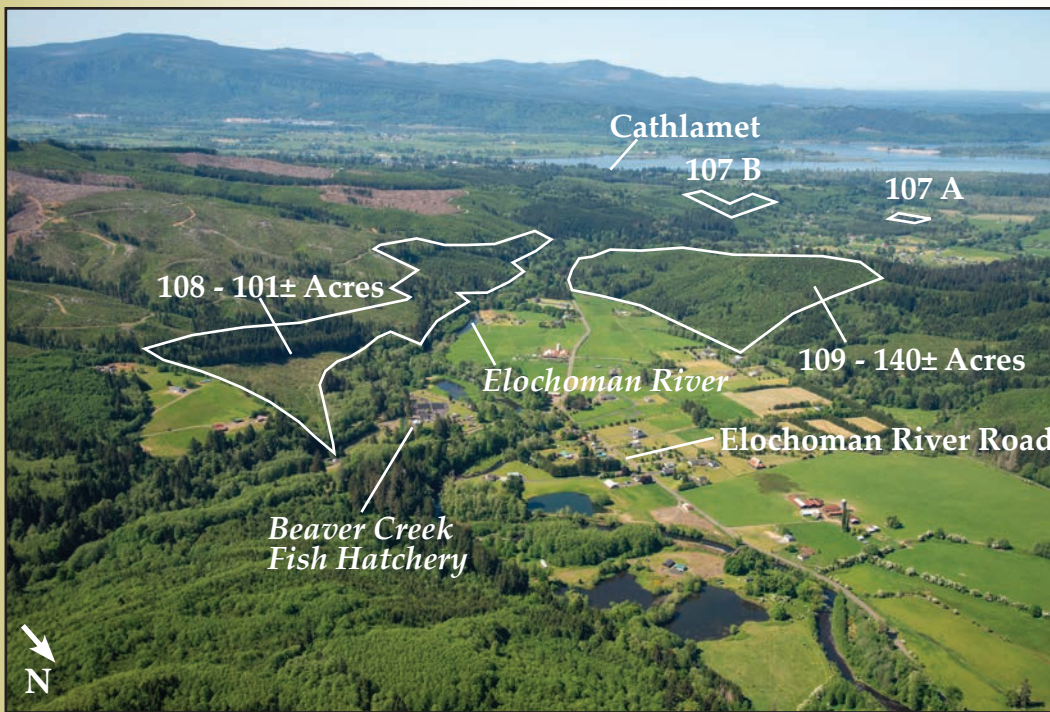 Cathlamet
107 B
107 A
108 - 101± Acres
109 - 140± Acres
Elochoman River
Elochoman River Road
Beaver Creek
Fish Hatchery
N